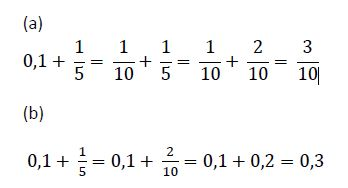 (a)
0,1 + 1/5 = 1/10 + 1/5 = 1/10 + 2/10 = 3/10
(b)
0,1 + 1/5 = 0,1 + 2/10 = 0,1 + 0,2 = 0,3